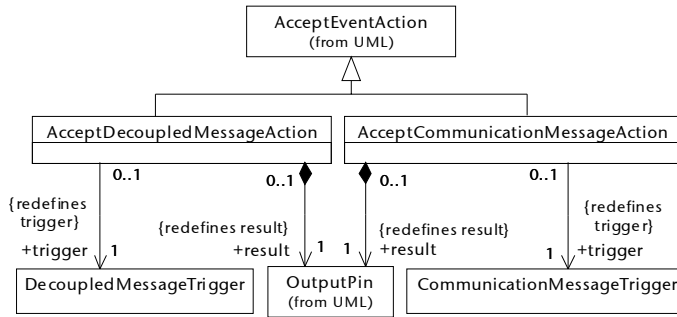 AcceptEventAction
(from UML)
AcceptDecoupledMessageAction
AcceptCommunicationMessageAction
0..1
0..1
0..1
0..1
{redefines
trigger}
+trigger
1
{redefines result}
+result
1
{redefines result}
+result
1
{redefines
trigger}
+trigger
1
DecoupledMessageTrigger
OutputPin
(from UML)
CommunicationMessageTrigger